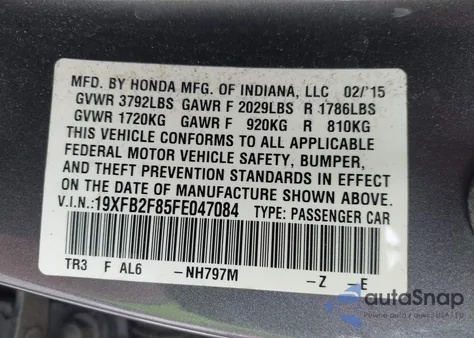 MFD. BY HONDA MFG. OF INDIANA, LLC 02/'15
GVWR 3792LBS GAWR F 2029LBS R 1786LBS
GVWR 1720KG GAWR F 920KG R 810KG
THIS VEHICLE CONFORMS TO ALL APPLICABLE
FEDERAL MOTOR VEHICLE SAFETY, BUMPER,
AND THEFT PREVENTION STANDARDS IN EFFECT
ON THE DATE OF MANUFACTURE SHOWN ABOVE.
V.I.N.: 19XFB2F85FE047084 TYPE: PASSENGER CAR
TR3 F AL6 -NH797M -Z -E
autoSnap